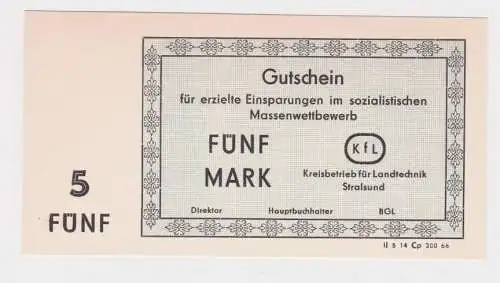 Gutschein
für erzielte Einsparungen im sozialistischen
Massenwettbewerb
FÜNF
MARK
KfL
Kreisbetrieb für Landtechnik
Stralsund
Direktor Hauptbuchhalter BGL
5
FÜNF
II 5 14 Cp 200 66